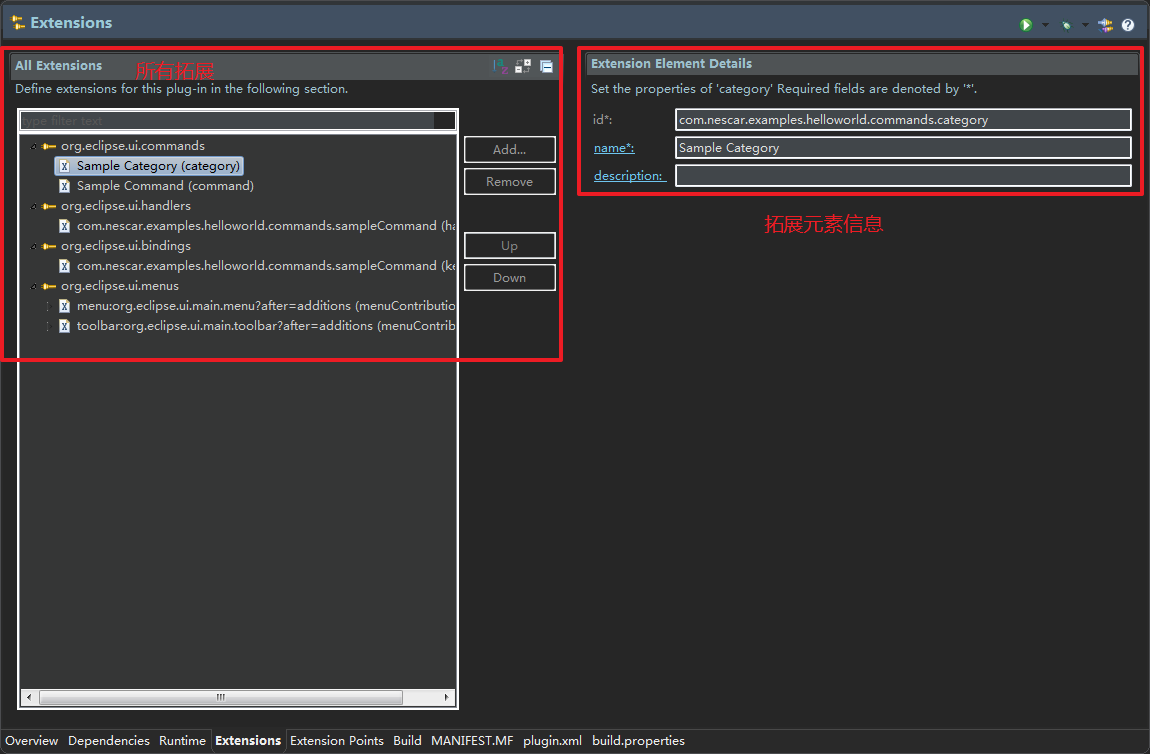 Extensions
All Extensions
所有拓展
Define extensions for this plug-in in the following section.
type filter text
org.eclipse.ui.commands
Sample Category (category)
Sample Command (command)
org.eclipse.ui.handlers
com.nescar.examples.helloworld.commands.sampleCommand (ha
org.eclipse.ui.bindings
com.nescar.examples.helloworld.commands.sampleCommand (ke
org.eclipse.ui.menus
menu:org.eclipse.ui.main.menu?after=additions (menuContributio
toolbar:org.eclipse.ui.main.toolbar?after=additions (menuContrib
Add...
Remove
Up
Down
Extension Element Details
Set the properties of 'category' Required fields are denoted by '*'.
id*: com.nescar.examples.helloworld.commands.category
name*: Sample Category
description:
拓展元素信息
Overview Dependencies Runtime Extensions Extension Points Build MANIFEST.MF plugin.xml build.properties